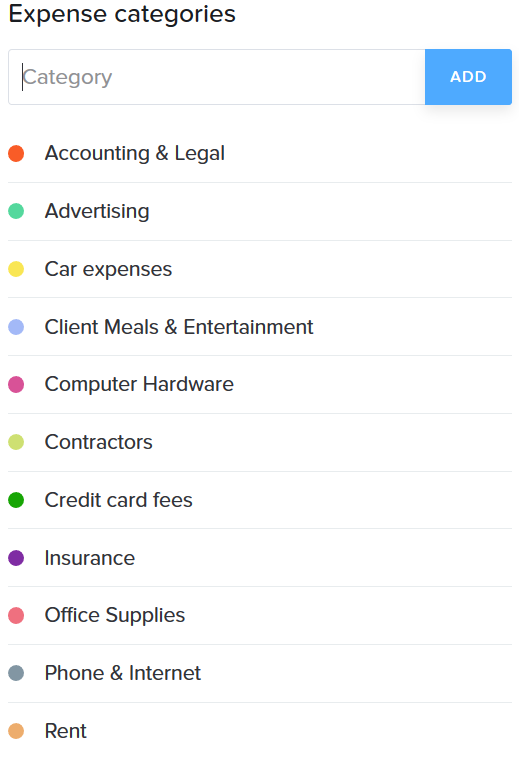 Expense categories
Category
ADD
Accounting & Legal
Advertising
Car expenses
Client Meals & Entertainment
Computer Hardware
Contractors
Credit card fees
Insurance
Office Supplies
Phone & Internet
Rent